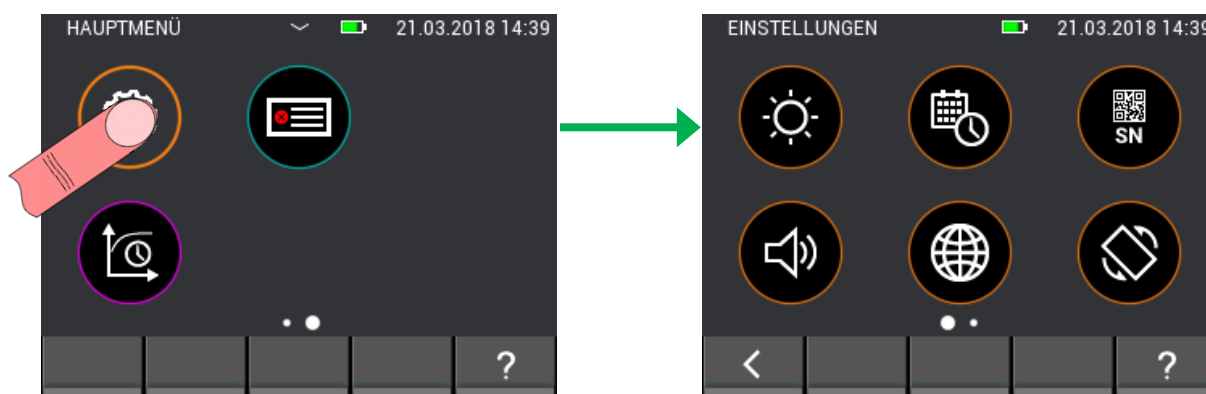 HAUPTMENÜ 21.03.2018 14:39
?
EINSTELLUNGEN 21.03.2018 14:39
SN
?